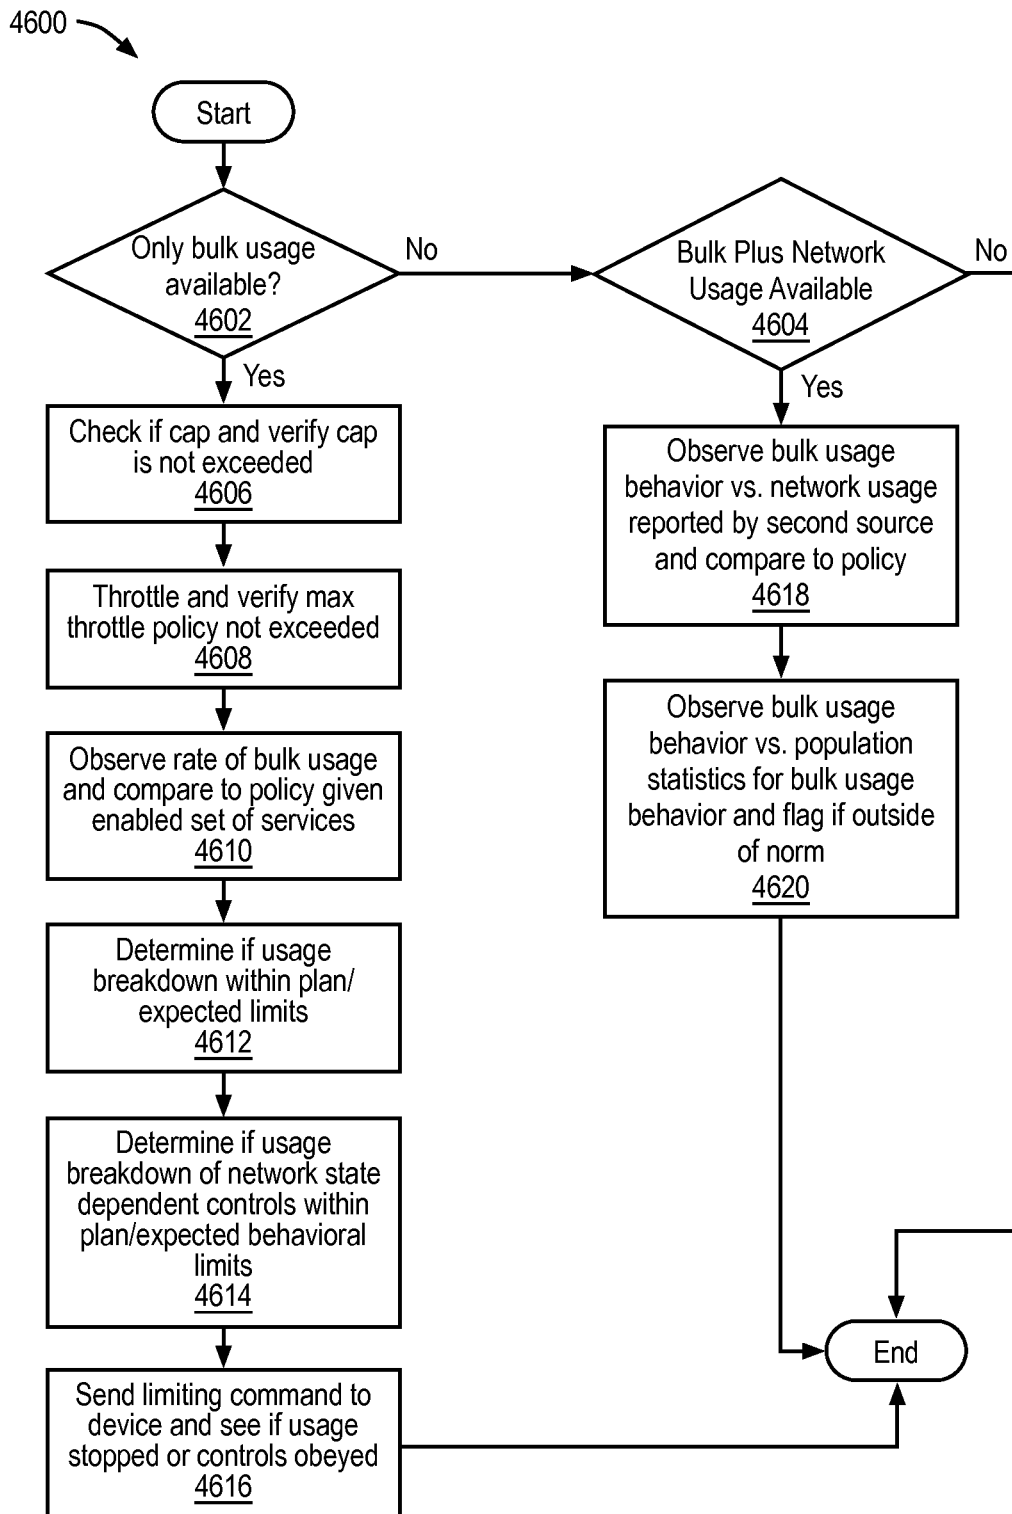 4600
Start
Only bulk usage
available?
4602
No
Yes
Bulk Plus Network
Usage Available
4604
No
Yes
Check if cap and verify cap
is not exceeded
4606
Throttle and verify max
throttle policy not exceeded
4608
Observe rate of bulk usage
and compare to policy given
enabled set of services
4610
Determine if usage
breakdown within plan/
expected limits
4612
Determine if usage
breakdown of network state
dependent controls within
plan/expected behavioral
limits
4614
Send limiting command to
device and see if usage
stopped or controls obeyed
4616
Observe bulk usage
behavior vs. network usage
reported by second source
and compare to policy
4618
Observe bulk usage
behavior vs. population
statistics for bulk usage
behavior and flag if outside
of norm
4620
End